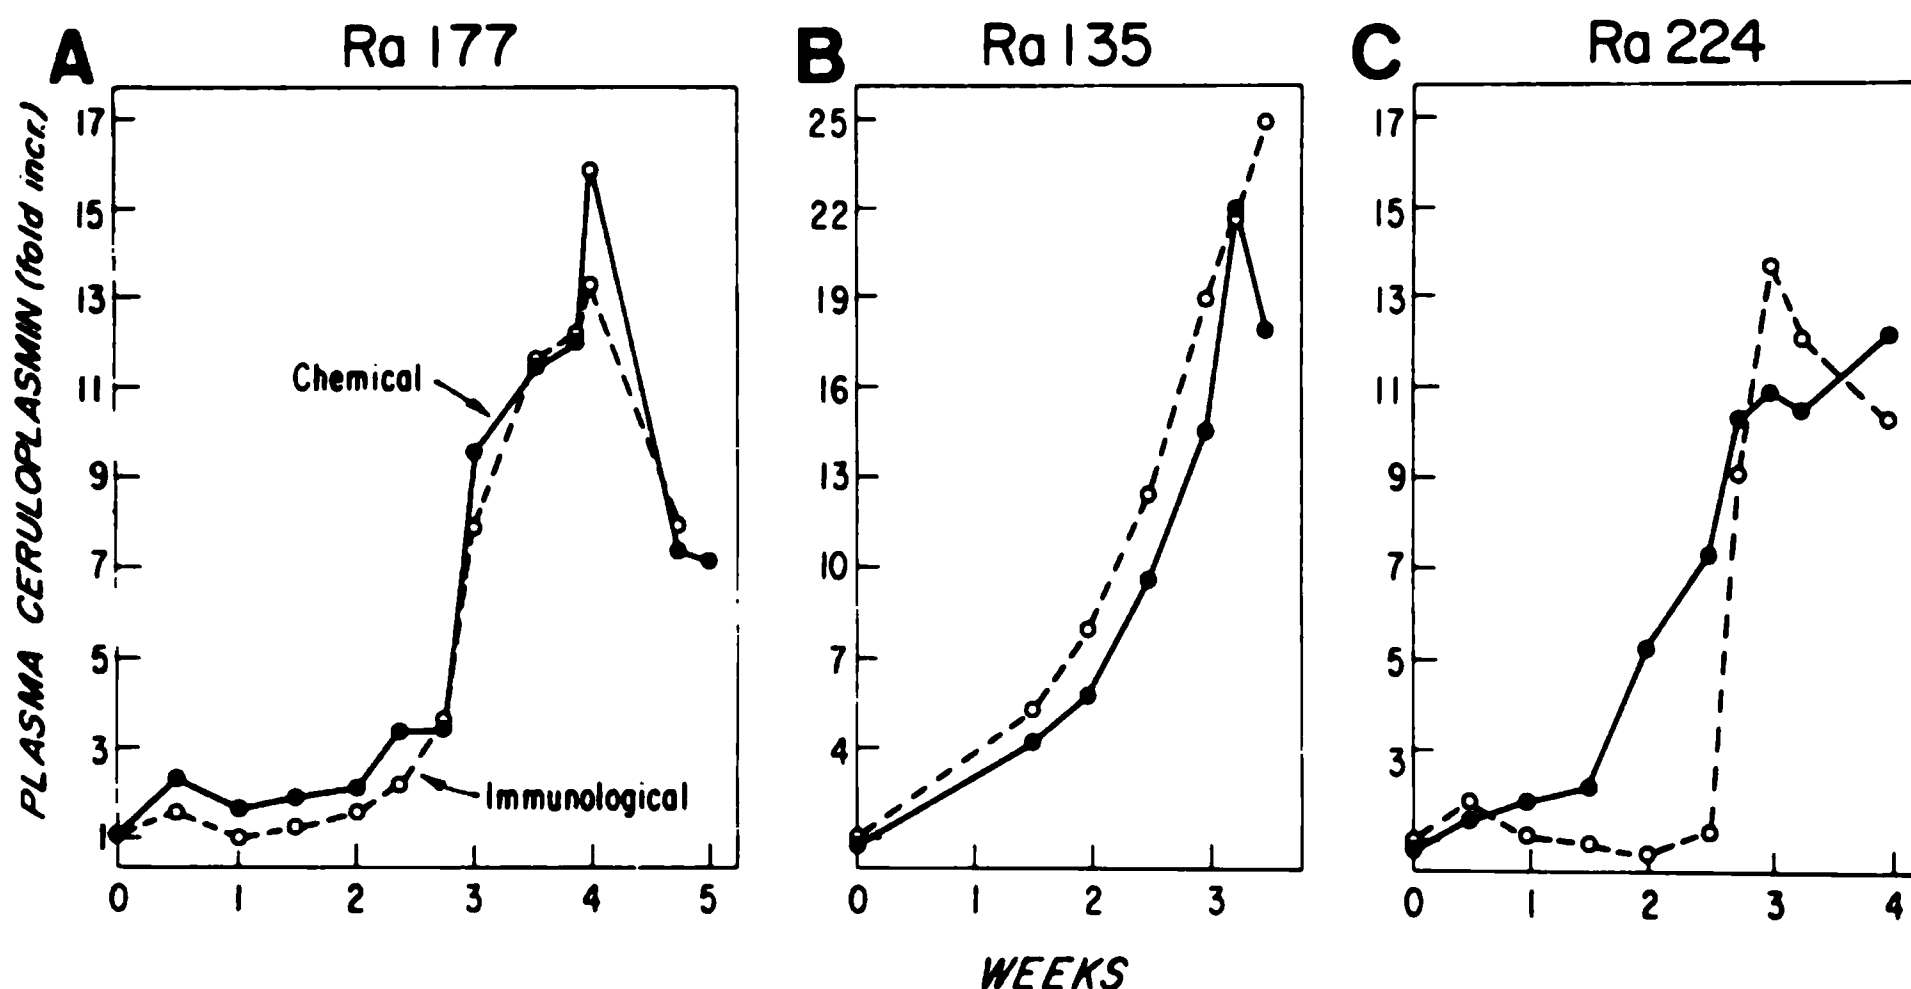 A Ra 177
B Ra 135
C Ra 224
PLASMA CERULOPLASMIN (fold incr.)
17
15
13
11
9
7
5
3
1
Chemical
Immunological
0 1 2 3 4 5
25
22
19
16
13
10
7
4
0 1 2 3
17
15
13
11
9
7
5
3
0 1 2 3 4
WEEKS